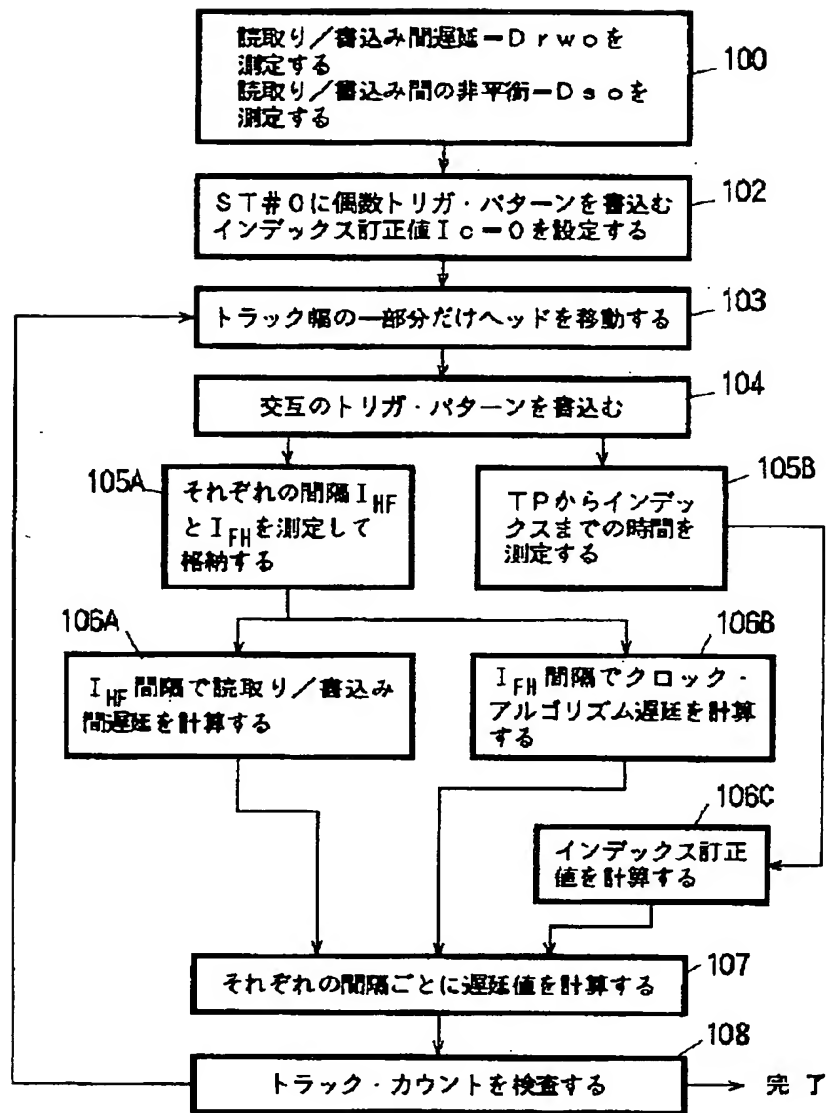 読取り/書込み間遅延ーDrwoを
測定する
読取り/書込み間の非平衡ーDsoを
測定する
100
ST#0に偶数トリガ・パターンを書込む
インデックス訂正値Ic=0を設定する
102
トラック幅の一部分だけヘッドを移動する
103
交互のトリガ・パターンを書込む
104
105A
それぞれの間隔IHF
とIFHを測定して
格納する
105B
TPからインデ
ックスまでの時間を
測定する
106A
IHF間隔で読取り/書込み
間遅延を計算する
106B
IFH間隔でクロック・
アルゴリズム遅延を計算
する
106C
インデックス訂正
値を計算する
それぞれの間隔ごとに遅延値を計算する
107
108
トラック・カウントを検査する
完了